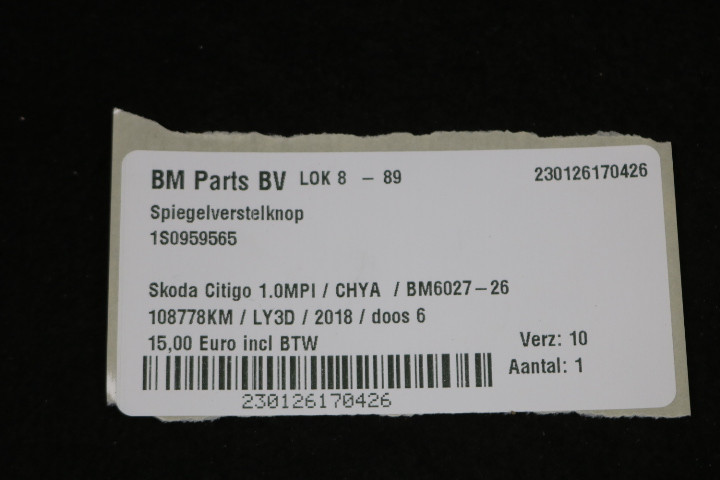 BM Parts BV LOK 8 - 89 230126170426
Spiegelverstelknop
1S0959565
Skoda Citigo 1.0MPI / CHYA / BM6027-26
108778KM / LY3D / 2018 / doos 6
15,00 Euro incl BTW Verz: 10
Aantal: 1
230126170426